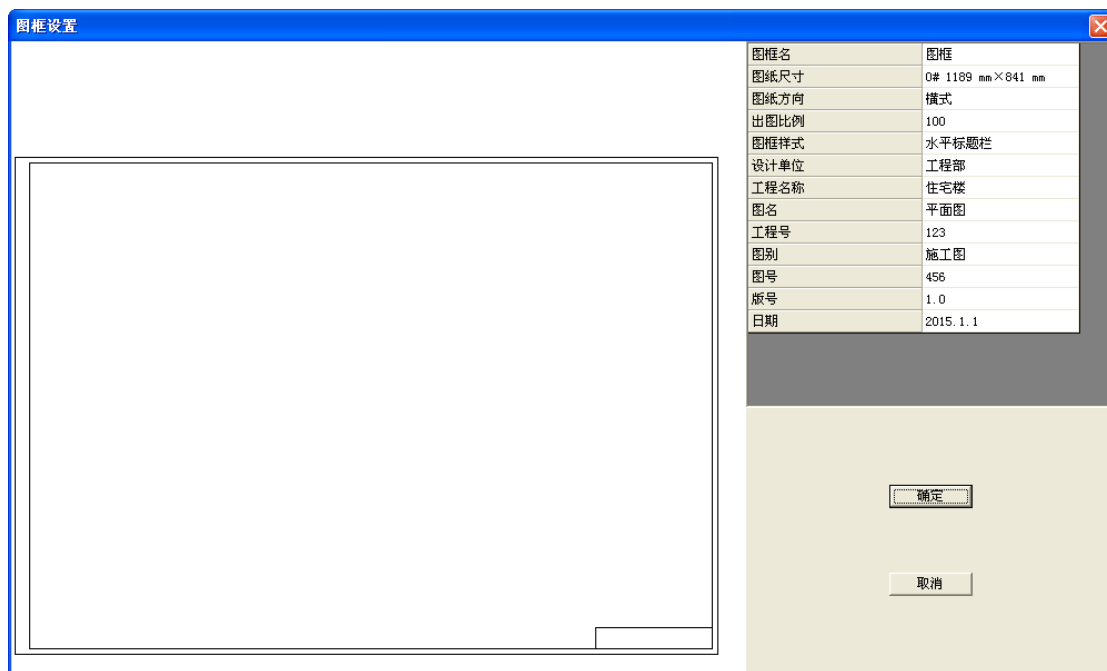 图框设置
图框名 图框
图纸尺寸 0# 1189 mm×841 mm
图纸方向 横式
出图比例 100
图框样式 水平标题栏
设计单位 工程部
工程名称 住宅楼
图名 平面图
工程号 123
图别 施工图
图号 456
版号 1.0
日期 2015.1.1
确定
取消